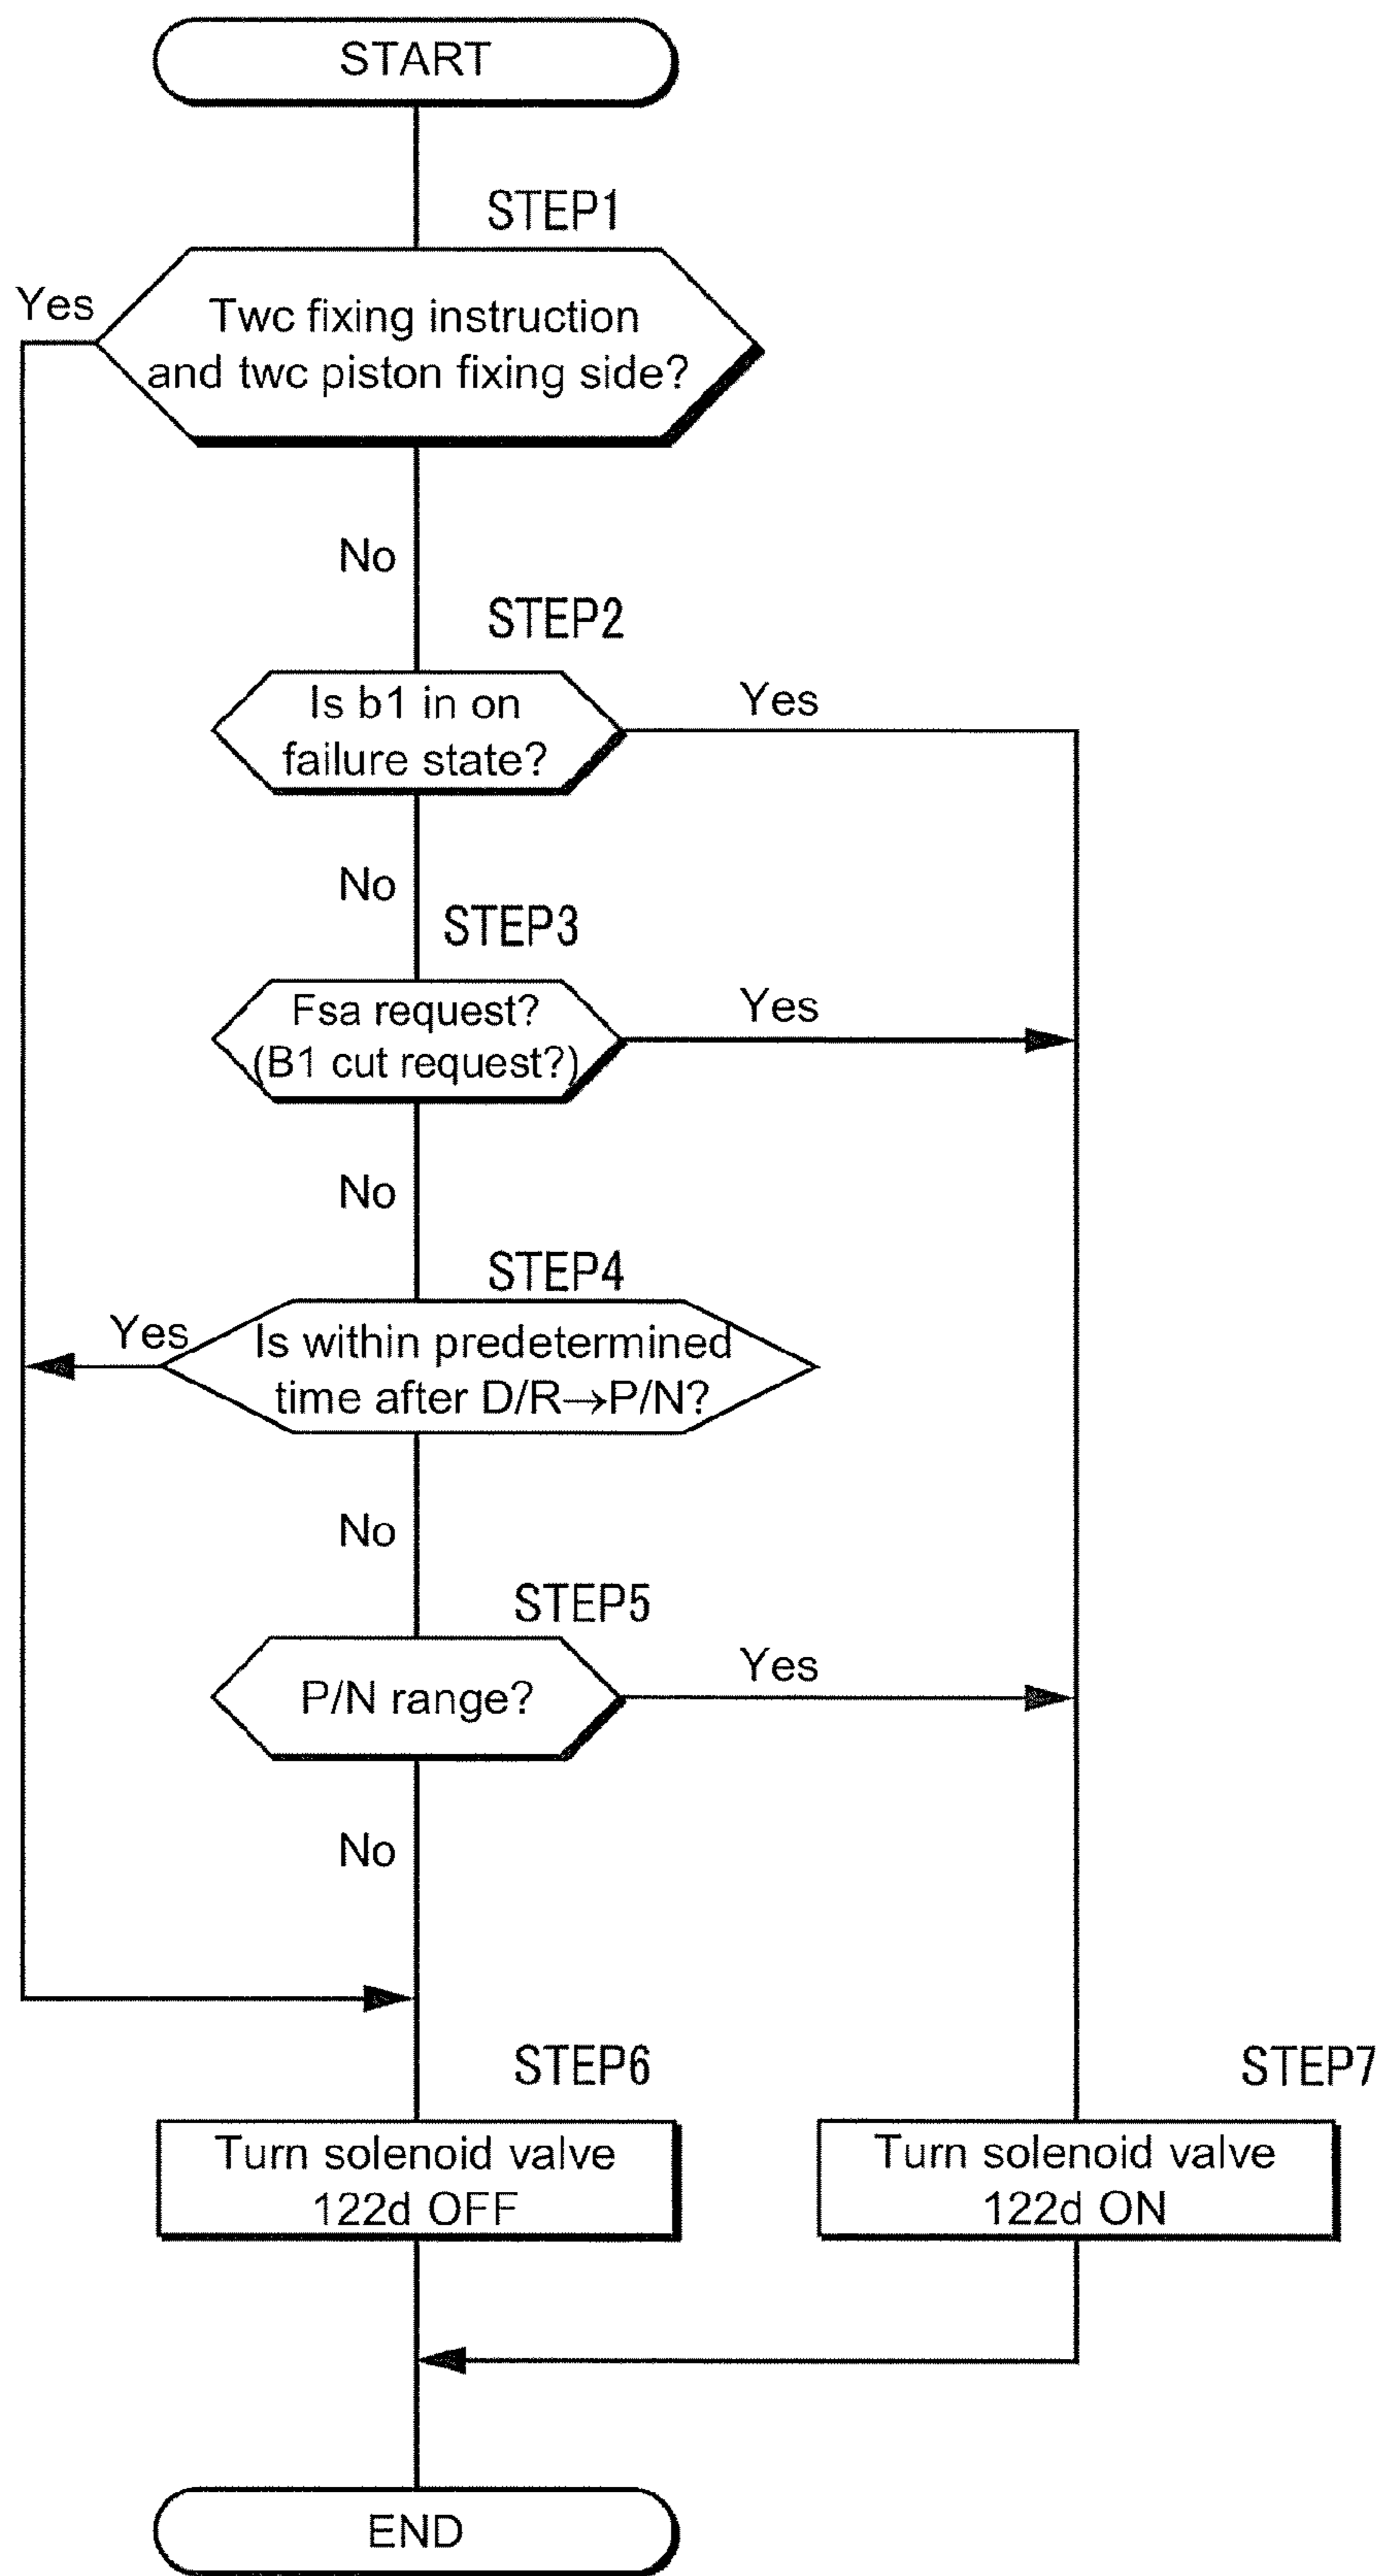 START
STEP1
Yes
Twc fixing instruction
and twc piston fixing side?
No
STEP2
Is b1 in on
failure state?
Yes
No
STEP3
Fsa request?
(B1 cut request?)
Yes
No
STEP4
Yes
Is within predetermined
time after D/R→P/N?
No
STEP5
P/N range?
Yes
No
STEP6
STEP7
Turn solenoid valve
122d OFF
Turn solenoid valve
122d ON
END